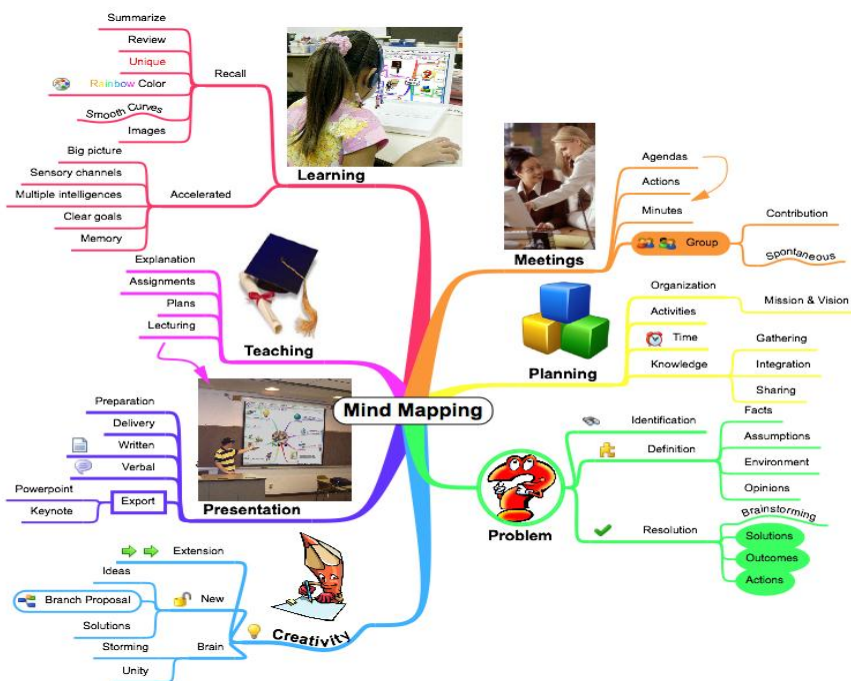 Mind Mapping
Learning
Recall
Summarize
Review
Unique
Rainbow Color
Smooth Curves
Images
Accelerated
Big picture
Sensory channels
Multiple intelligences
Clear goals
Memory
Teaching
Explanation
Assignments
Plans
Lecturing
Presentation
Preparation
Delivery
Written
Verbal
Export
Powerpoint
Keynote
Creativity
Extension
New
Ideas
Branch Proposal
Solutions
Brain
Storming
Unity
Meetings
Agendas
Actions
Minutes
Group
Contribution
Spontaneous
Planning
Organization
Mission & Vision
Activities
Time
Knowledge
Gathering
Integration
Sharing
Problem
Identification
Definition
Facts
Assumptions
Environment
Opinions
Resolution
Brainstorming
Solutions
Outcomes
Actions